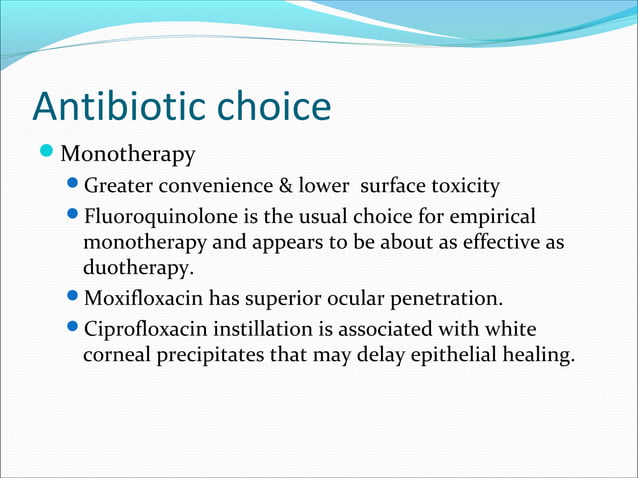 Antibiotic choice
Monotherapy
Greater convenience & lower surface toxicity
Fluoroquinolone is the usual choice for empirical
monotherapy and appears to be about as effective as
duotherapy.
Moxifloxacin has superior ocular penetration.
Ciprofloxacin instillation is associated with white
corneal precipitates that may delay epithelial healing.